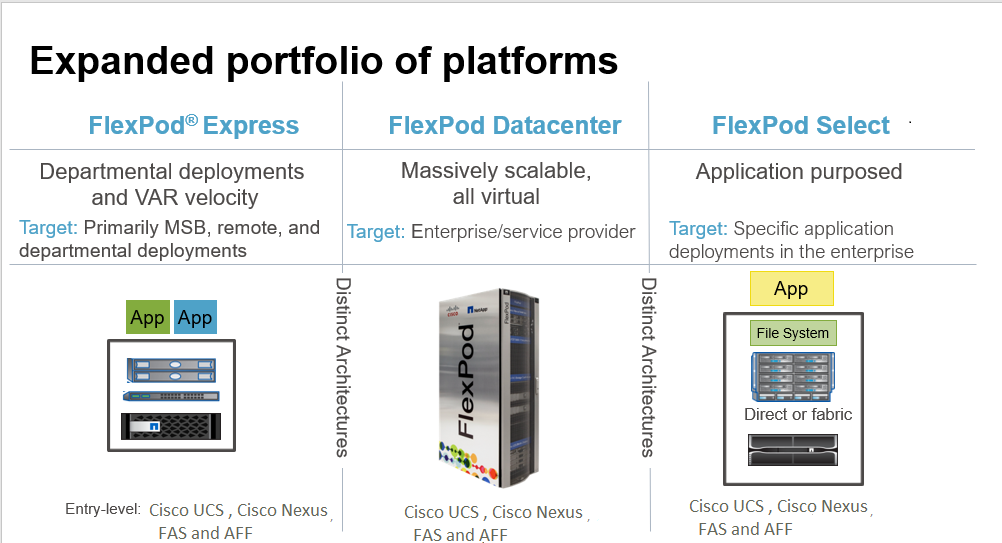 Expanded portfolio of platforms
FlexPod® Express
FlexPod Datacenter
FlexPod Select
.
Departmental deployments
and VAR velocity
Target: Primarily MSB, remote, and
departmental deployments
Massively scalable,
all virtual
Target: Enterprise/service provider
Application purposed
Target: Specific application
deployments in the enterprise
App
App
Distinct Architectures
CISCO
NetApp
FlexPod
FlexPod
Distinct Architectures
App
File System
Direct or fabric
Entry-level: Cisco UCS , Cisco Nexus ,
FAS and AFF
Cisco UCS , Cisco Nexus ,
FAS and AFF
Cisco UCS , Cisco Nexus ,
FAS and AFF